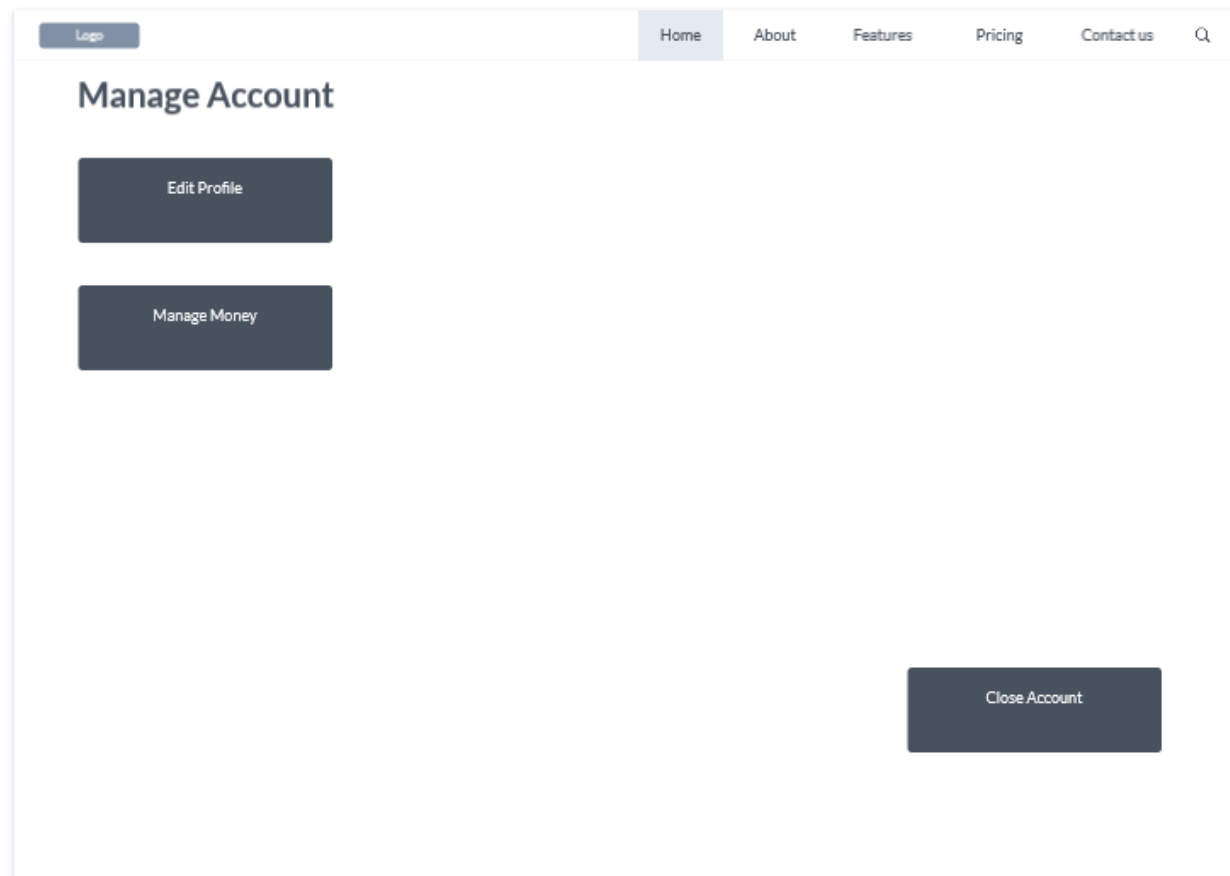 Logo
Home About Features Pricing Contact us
Manage Account
Edit Profile
Manage Money
Close Account